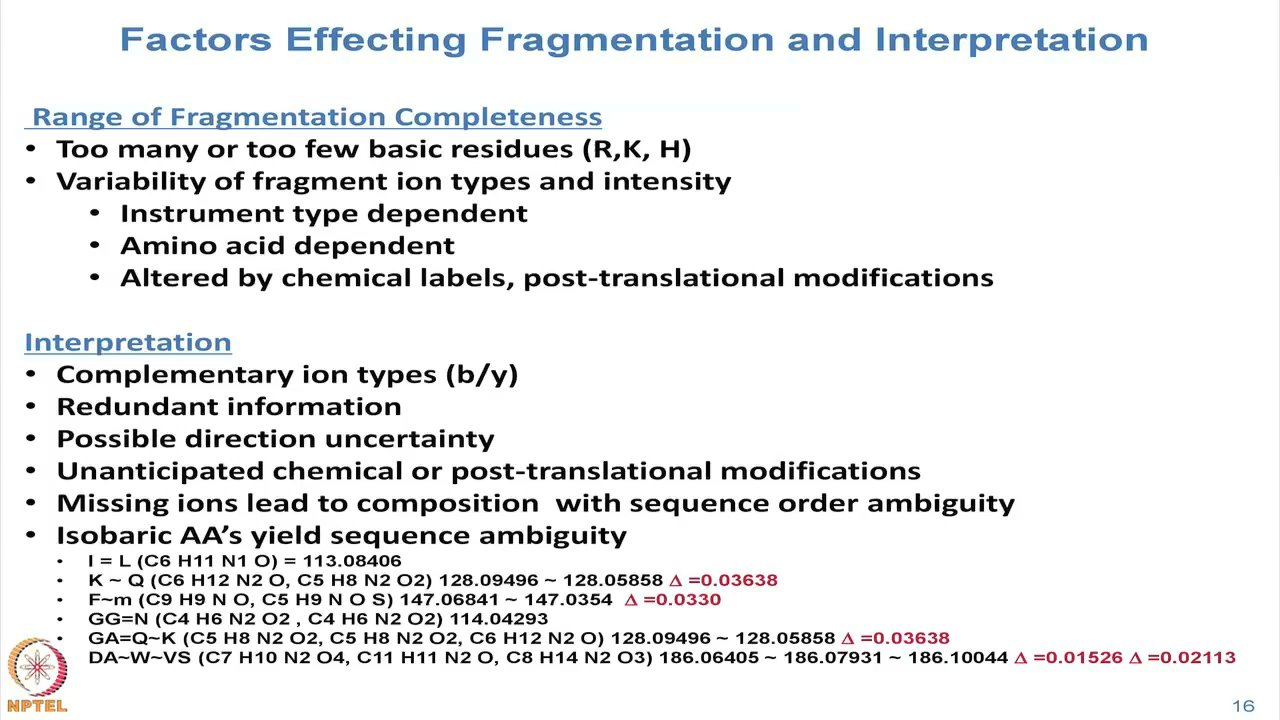 Factors Effecting Fragmentation and Interpretation
Range of Fragmentation Completeness
• Too many or too few basic residues (R,K, H)
• Variability of fragment ion types and intensity
• Instrument type dependent
• Amino acid dependent
• Altered by chemical labels, post-translational modifications
Interpretation
• Complementary ion types (b/y)
• Redundant information
• Possible direction uncertainty
• Unanticipated chemical or post-translational modifications
• Missing ions lead to composition with sequence order ambiguity
• Isobaric AA’s yield sequence ambiguity
• I = L (C6 H11 N1 O) = 113.08406
• K ~ Q (C6 H12 N2 O, C5 H8 N2 O2) 128.09496 ~ 128.05858 Δ =0.03638
• F~m (C9 H9 N O, C5 H9 N O S) 147.06841 ~ 147.0354 Δ =0.0330
• GG=N (C4 H6 N2 O2 , C4 H6 N2 O2) 114.04293
• GA=Q~K (C5 H8 N2 O2, C5 H8 N2 O2, C6 H12 N2 O) 128.09496 ~ 128.05858 Δ =0.03638
• DA~W~VS (C7 H10 N2 O4, C11 H11 N2 O, C8 H14 N2 O3) 186.06405 ~ 186.07931 ~ 186.10044 Δ =0.01526 Δ =0.02113
NPTEL
16